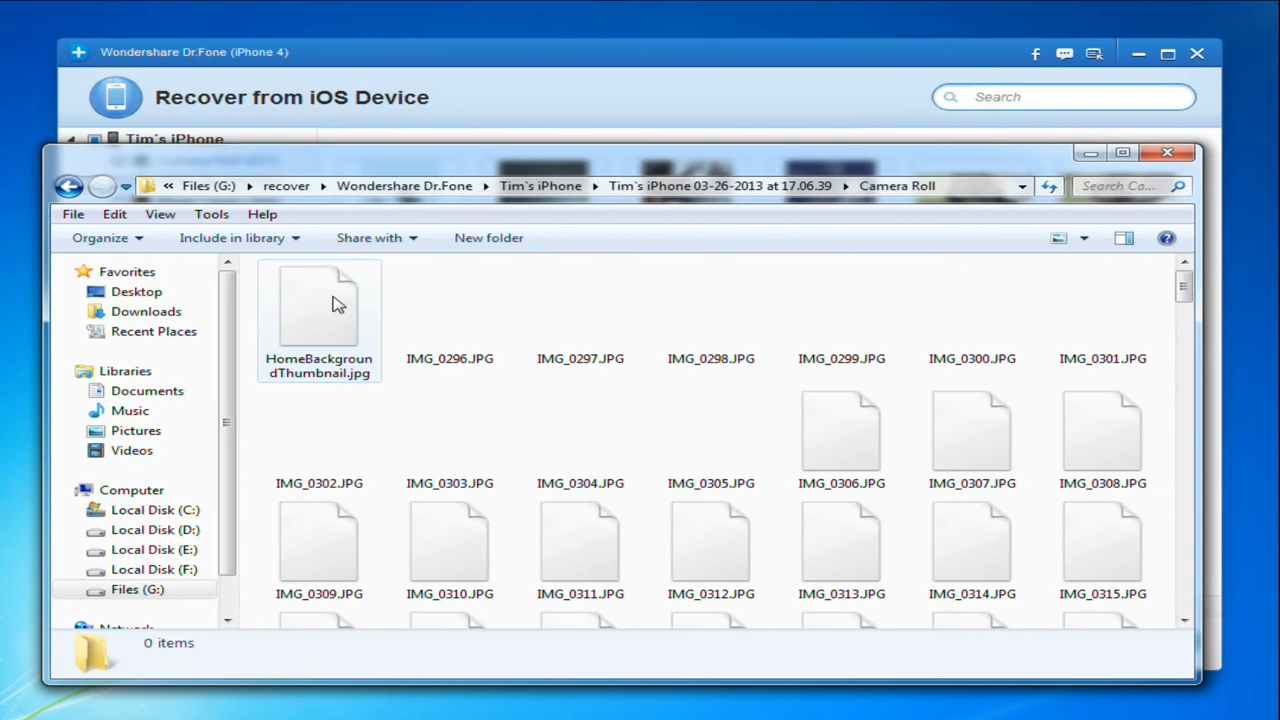 Wondershare Dr.Fone (iPhone 4)
Recover from iOS Device
Search
Tim`s iPhone
« Files (G:) recover Wondershare Dr.Fone Tim`s iPhone Tim`s iPhone 03-26-2013 at 17.06.39 Camera Roll
Search Ca...
File Edit View Tools Help
Organize Include in library Share with New folder
Favorites
Desktop
Downloads
Recent Places
Libraries
Documents
Music
Pictures
Videos
Computer
Local Disk (C:)
Local Disk (D:)
Local Disk (E:)
Local Disk (F:)
Files (G:)
HomeBackgroun
dThumbnail.jpg
IMG_0296.JPG IMG_0297.JPG IMG_0298.JPG IMG_0299.JPG IMG_0300.JPG IMG_0301.JPG
IMG_0302.JPG IMG_0303.JPG IMG_0304.JPG IMG_0305.JPG IMG_0306.JPG IMG_0307.JPG IMG_0308.JPG
IMG_0309.JPG IMG_0310.JPG IMG_0311.JPG IMG_0312.JPG IMG_0313.JPG IMG_0314.JPG IMG_0315.JPG
0 items